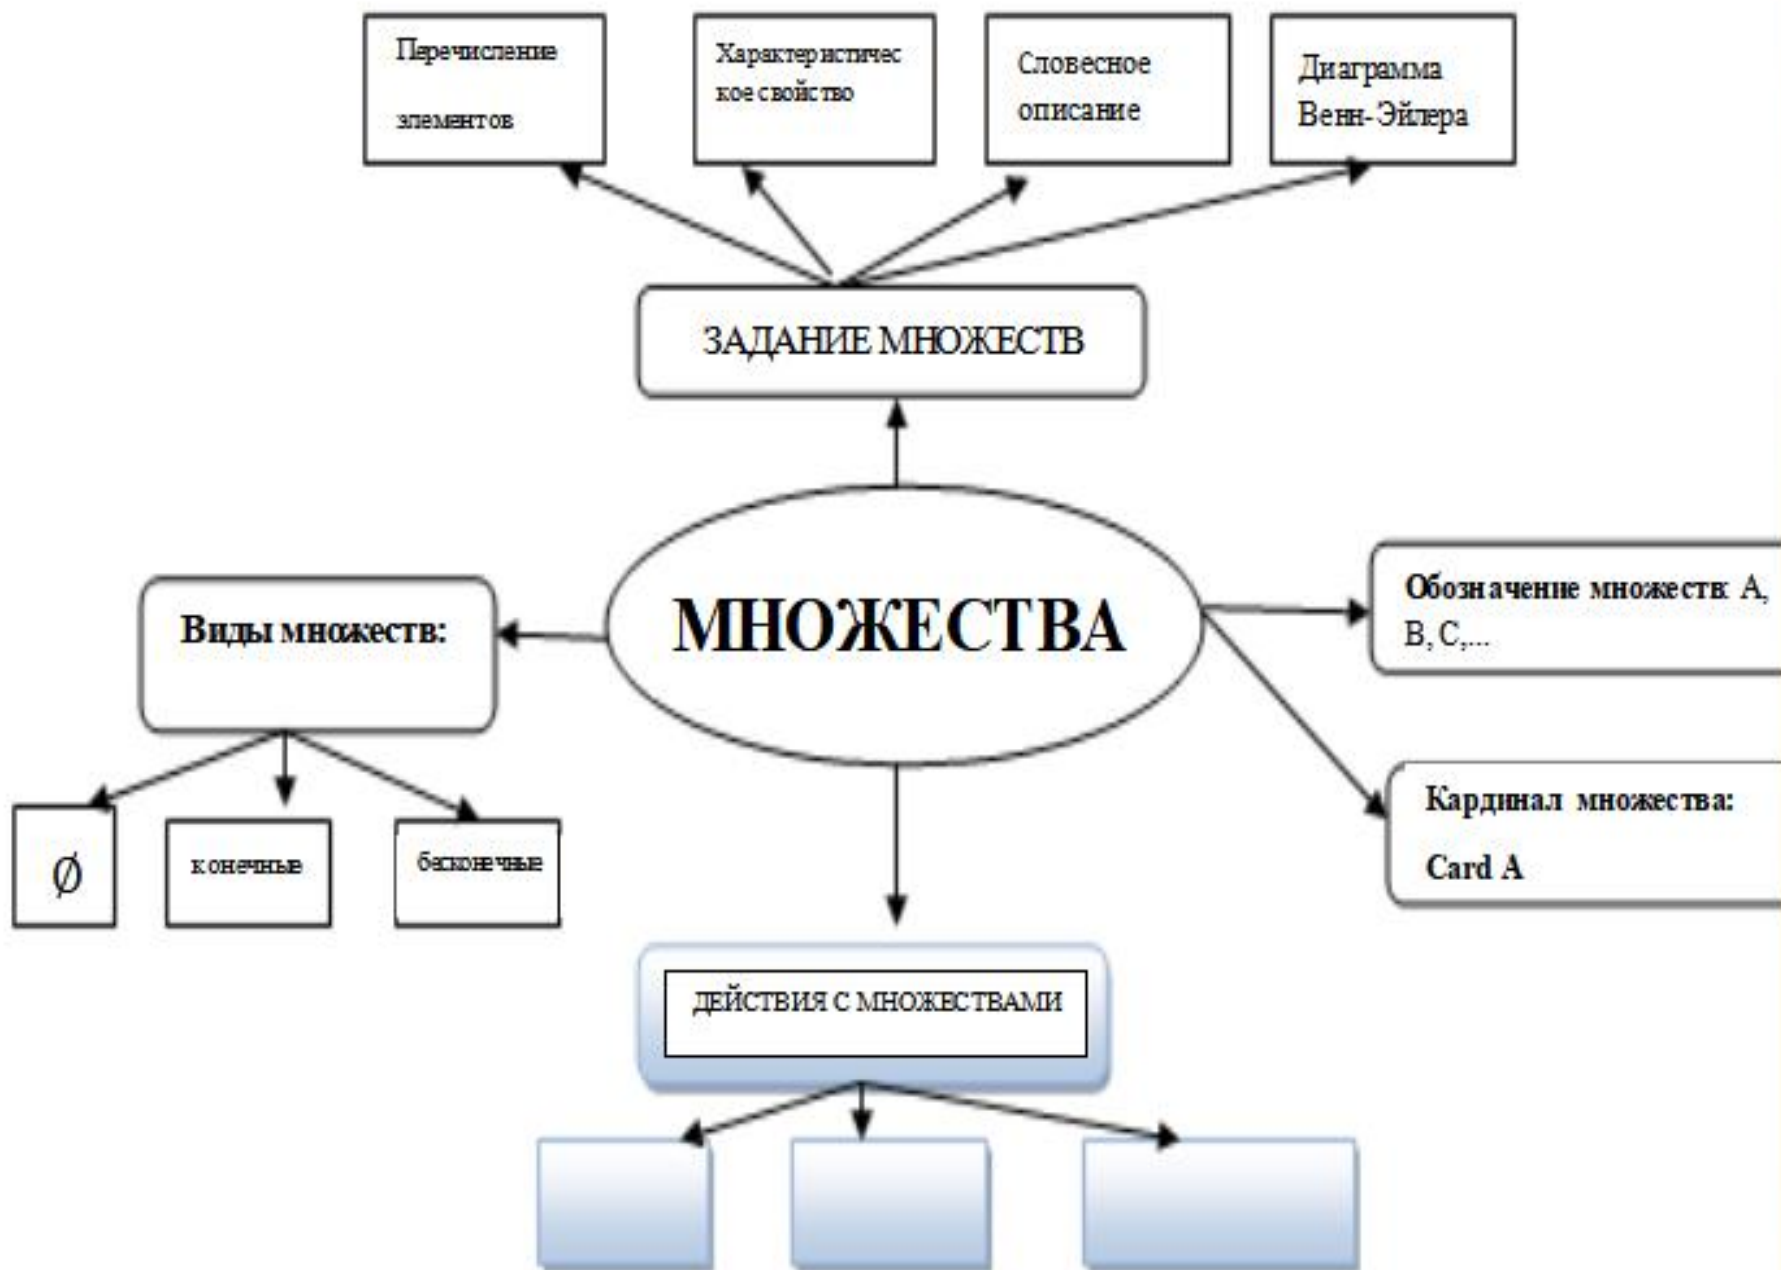 Перечисление
элементов
Характеристичес
кое свойство
Словесное
описание
Диаграмма
Венн-Эйлера
ЗАДАНИЕ МНОЖЕСТВ
МНОЖЕСТВА
Обозначение множеств: A,
B, C,...
Виды множеств:
Кардинал множества:
Card A
Ø
конечные
бесконечные
ДЕЙСТВИЯ С МНОЖЕСТВАМИ